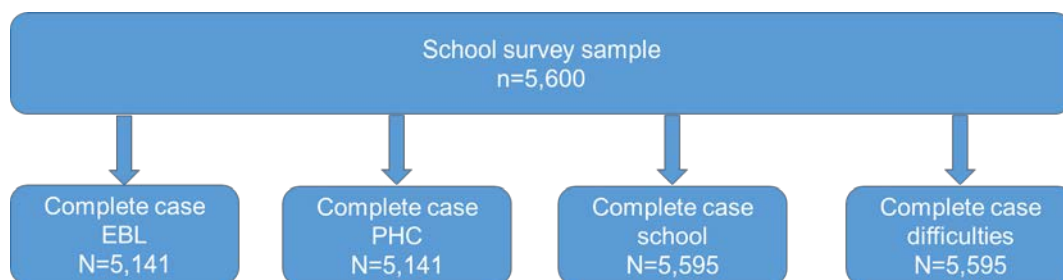 School survey sample
n=5,600
Complete case
EBL
N=5,141
Complete case
PHC
N=5,141
Complete case
school
N=5,595
Complete case
difficulties
N=5,595